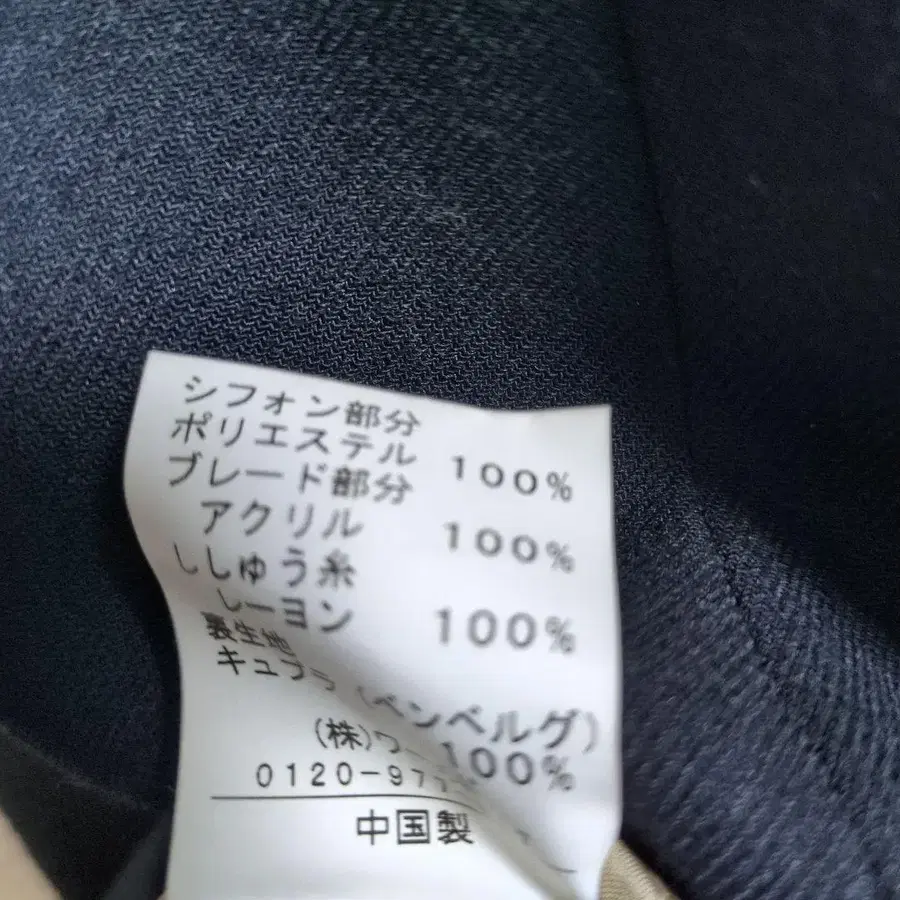 シフォン部分
ポリエステル 100%
ブレード部分
アクリル 100%
ししゅう糸
レーヨン 100%
裏生地
キュプラ (ベンベルグ)
100%
(株)ワー
0120-977
中国製